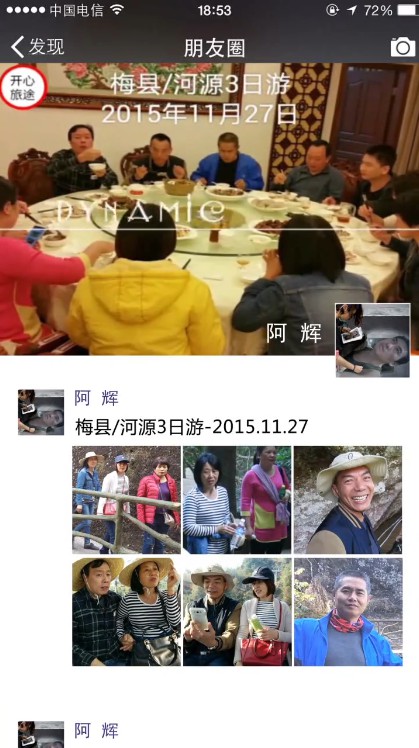 中国电信
18:53
72%
发现
朋友圈
开心
旅途
梅县/河源3日游
2015年11月27日
DYNAMIC
阿 辉
阿 辉
梅县/河源3日游-2015.11.27
阿 辉